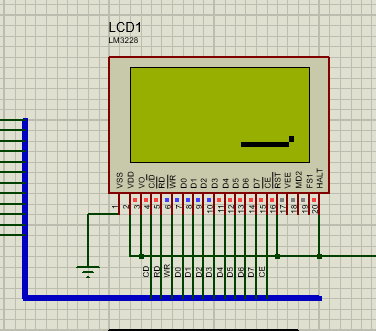 LCD1
LM3228
VSS VDD VO C/D RD WR D0 D1 D2 D3 D4 D5 D6 D7 CE RST VEE MD2 FS1 HALT
1 2 3 4 5 6 7 8 9 10 11 12 13 14 15 16 17 18 19 20
CD RD WR D0 D1 D2 D3 D4 D5 D6 D7 CE